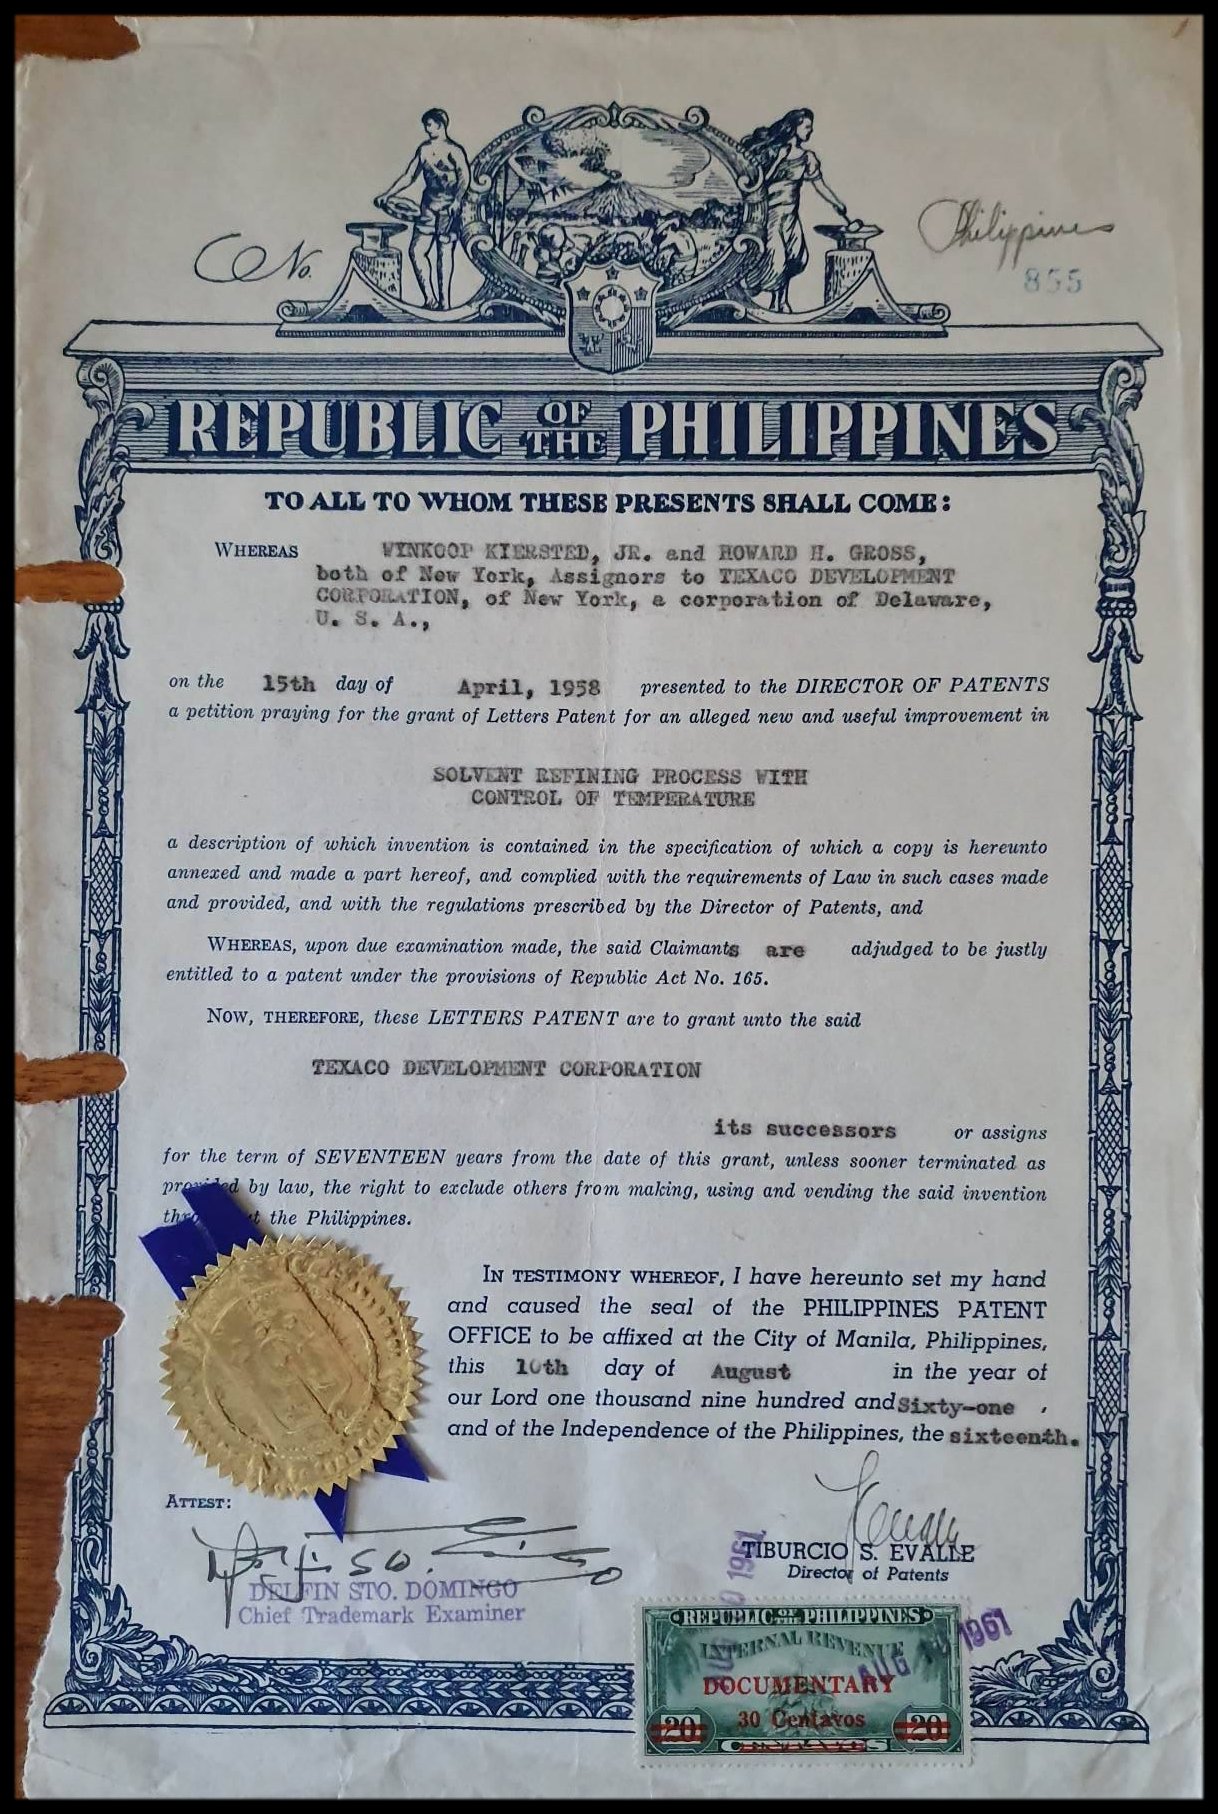 No.
Philippines
855
REPUBLIC OF THE PHILIPPINES
TO ALL TO WHOM THESE PRESENTS SHALL COME:
WHEREAS WYNKOOP KIERSTED, JR. and HOWARD H. GROSS,
both of New York, Assignors to TEXACO DEVELOPMENT
CORPORATION, of New York, a corporation of Delaware,
U. S. A.,
on the 15th day of April, 1958 presented to the DIRECTOR OF PATENTS
a petition praying for the grant of Letters Patent for an alleged new and useful improvement in
SOLVENT REFINING PROCESS WITH
CONTROL OF TEMPERATURE
a description of which invention is contained in the specification of which a copy is hereunto
annexed and made a part hereof, and complied with the requirements of Law in such cases made
and provided, and with the regulations prescribed by the Director of Patents, and
WHEREAS, upon due examination made, the said Claimants are adjudged to be justly
entitled to a patent under the provisions of Republic Act No. 165.
NOW, THEREFORE, these LETTERS PATENT are to grant unto the said
TEXACO DEVELOPMENT CORPORATION
its successors or assigns
for the term of SEVENTEEN years from the date of this grant, unless sooner terminated as
provided by law, the right to exclude others from making, using and vending the said invention
the Philippines.
IN TESTIMONY WHEREOF, I have hereunto set my hand
and caused the seal of the PHILIPPINES PATENT
OFFICE to be affixed at the City of Manila, Philippines,
this 10th day of August in the year of
our Lord one thousand nine hundred and Sixty-one ,
and of the Independence of the Philippines, the sixteenth.
ATTEST:
DELFIN STO. DOMINGO
Chief Trademark Examiner
TIBURCIO S. EVALLE
Director of Patents
1961
REPUBLIC OF THE PHILIPPINES
INTERNAL REVENUE
AUG 10 1961
DOCUMENTARY
30 Centavos
20 20
CENTAVOS